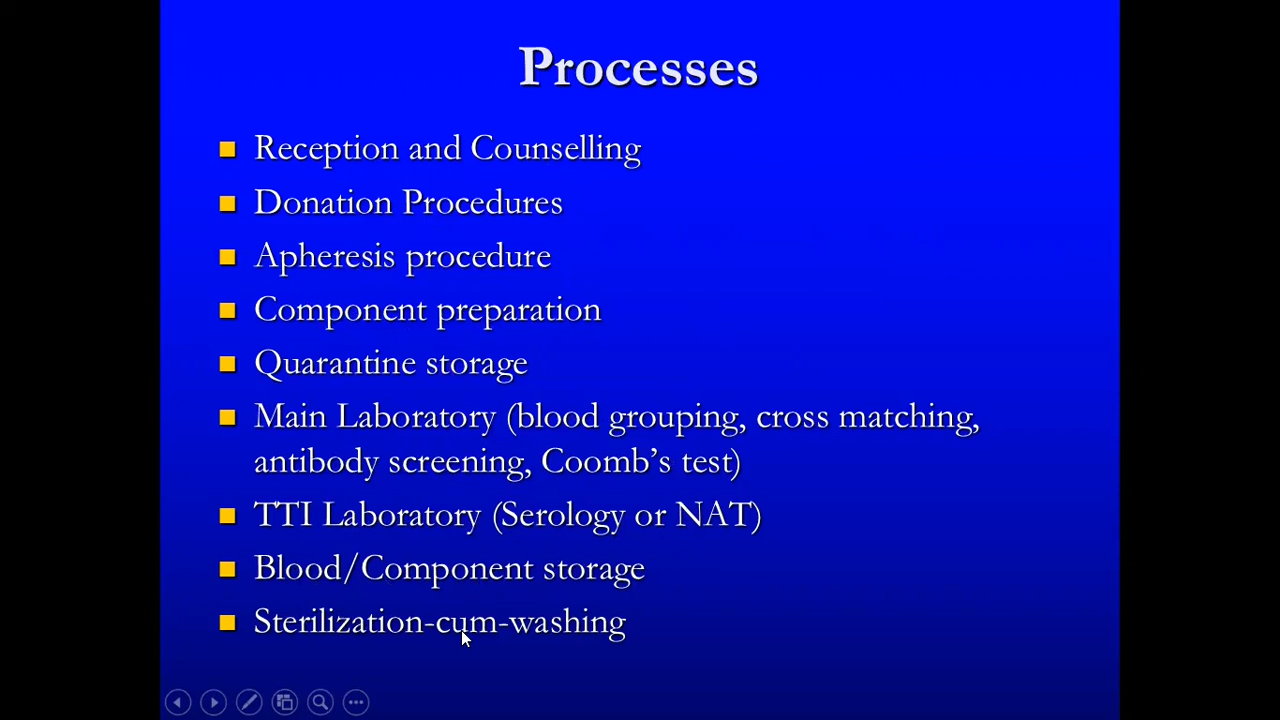 Processes
Reception and Counselling
Donation Procedures
Apheresis procedure
Component preparation
Quarantine storage
Main Laboratory (blood grouping, cross matching,
antibody screening, Coomb's test)
TTI Laboratory (Serology or NAT)
Blood/Component storage
Sterilization-cum-washing